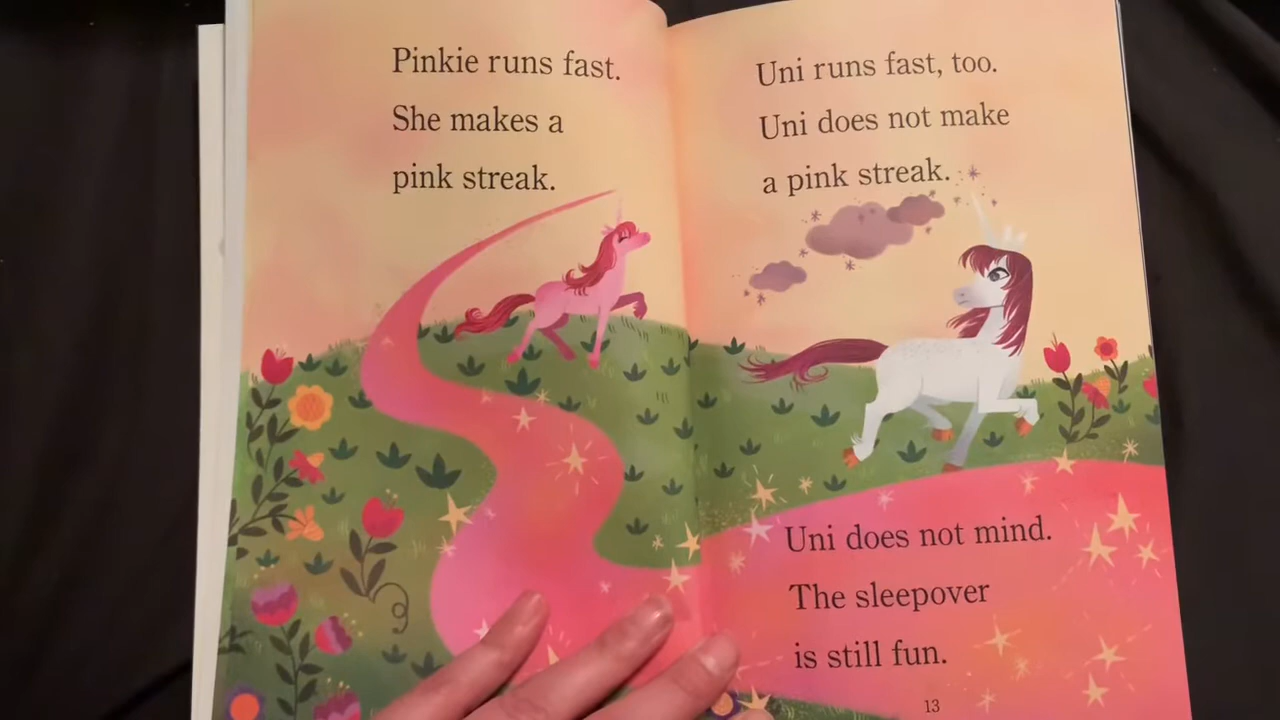 Pinkie runs fast.
She makes a
pink streak.
Uni runs fast, too.
Uni does not make
a pink streak.
Uni does not mind.
The sleepover
is still fun.
13